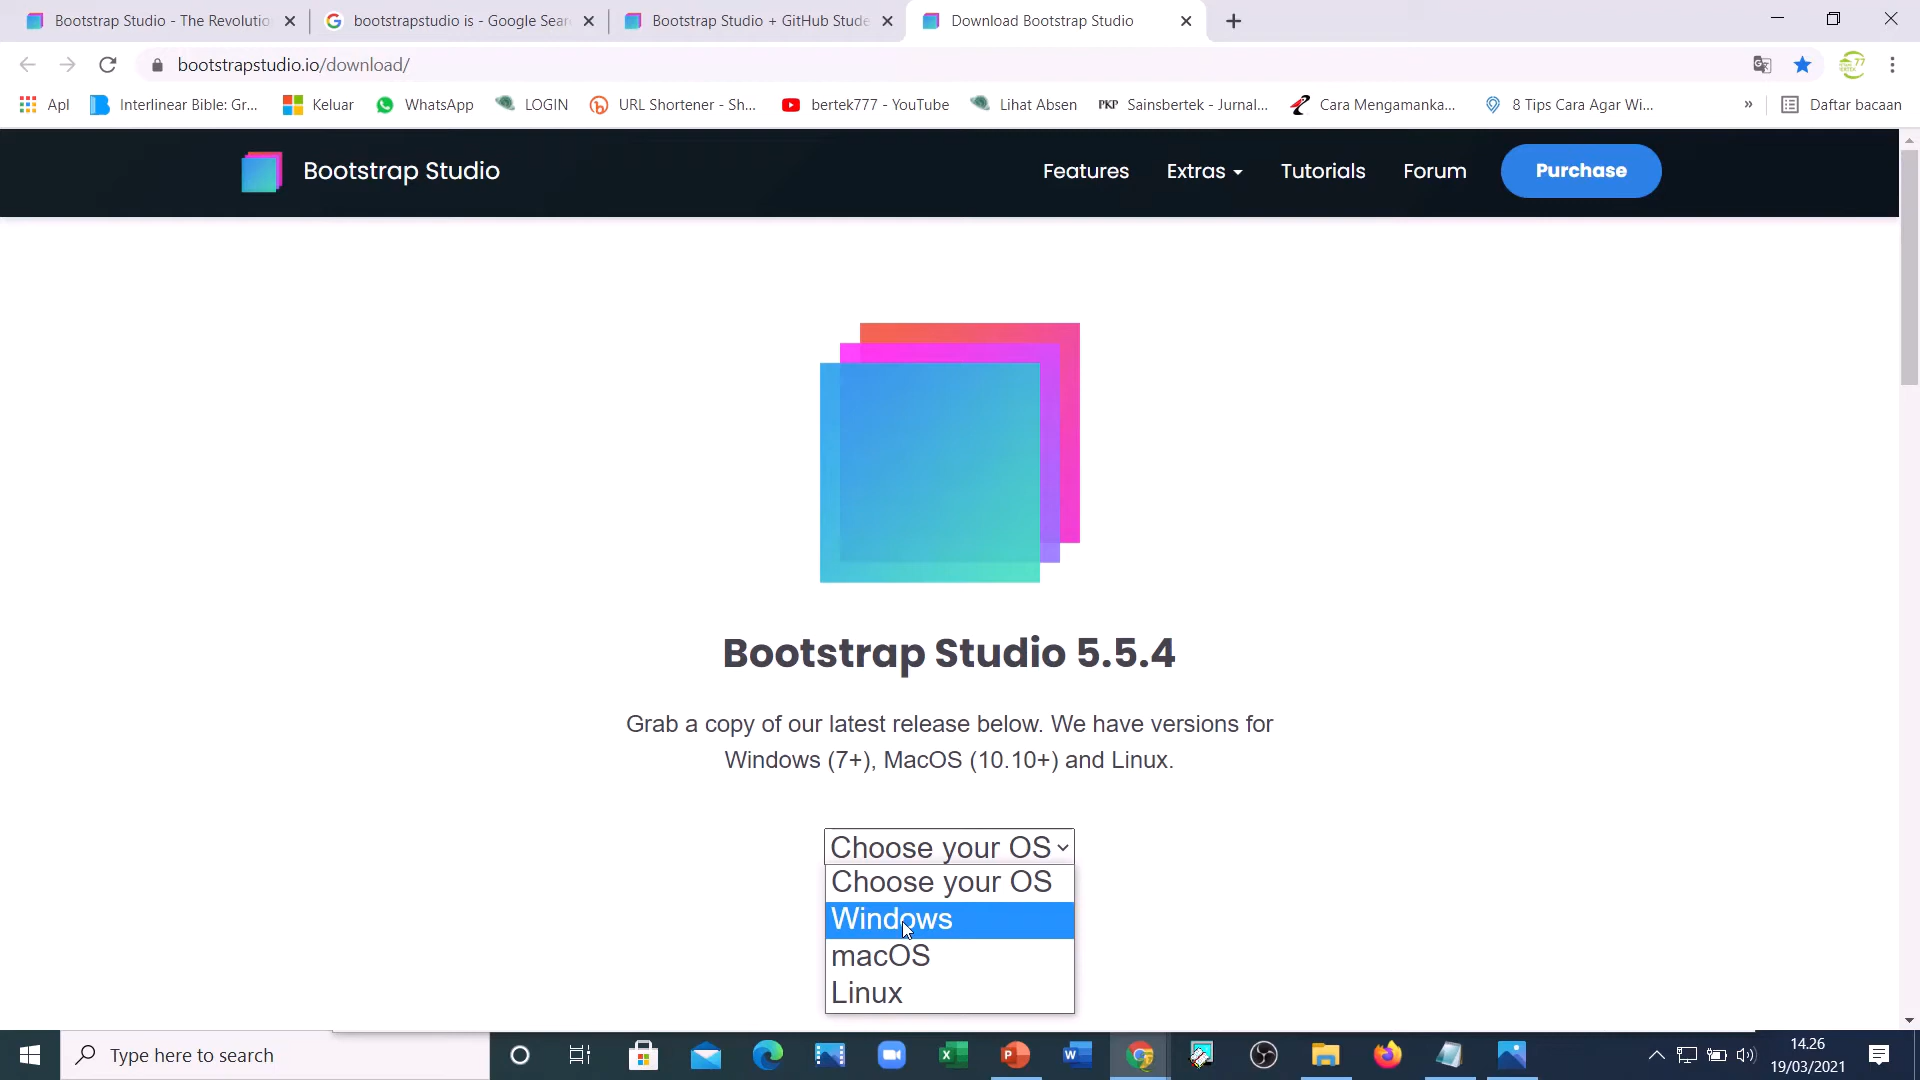 Bootstrap Studio - The Revolutio
bootstrapstudio is - Google Sear
Bootstrap Studio + GitHub Stude
Download Bootstrap Studio
bootstrapstudio.io/download/
Apl
Interlinear Bible: Gr...
Keluar
WhatsApp
LOGIN
URL Shortener - Sh...
bertek777 - YouTube
Lihat Absen
PKP Sainsbertek - Jurnal...
Cara Mengamanka...
8 Tips Cara Agar Wi...
»
Daftar bacaan
Bootstrap Studio
Features
Extras
Tutorials
Forum
Purchase
Bootstrap Studio 5.5.4
Grab a copy of our latest release below. We have versions for
Windows (7+), MacOS (10.10+) and Linux.
Choose your OS
Choose your OS
Windows
macOS
Linux
Type here to search
14.26
19/03/2021